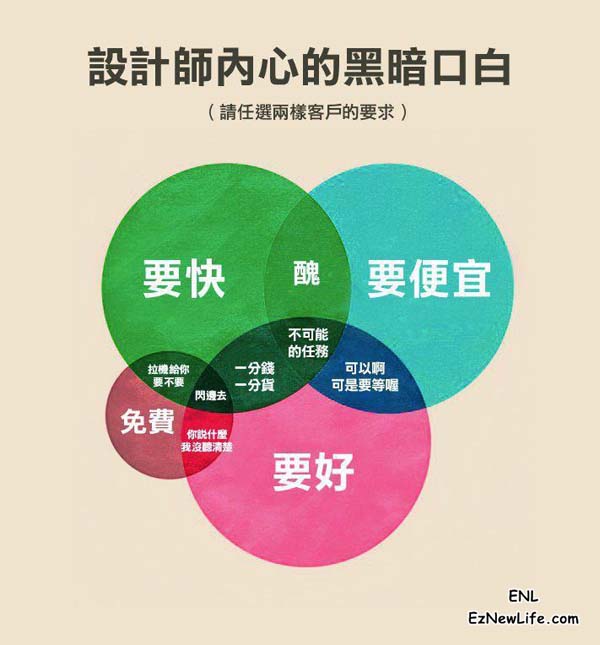 設計師內心的黑暗口白
（請任選兩樣客戶的要求）
要快
醜
要便宜
不可能
的任務
拉機給你
要不要
一分錢
一分貨
可以啊
可是要等喔
閃邊去
免費
你說什麼
我沒聽清楚
要好
ENL
EzNewLife.com